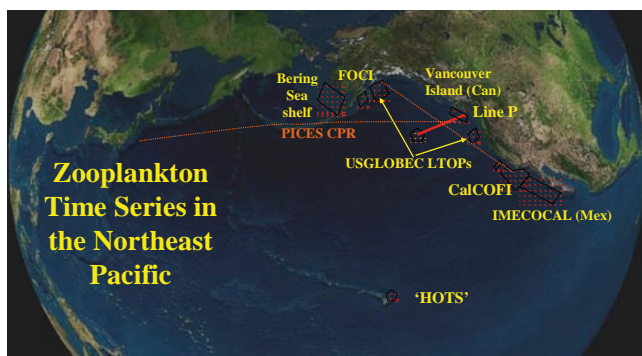 Bering
Sea
shelf
FOCI
Vancouver
Island (Can)
Line P
PICES CPR
USGLOBEC LTOPs
CalCOFI
IMECOCAL (Mex)
Zooplankton
Time Series in
the Northeast
Pacific
‘HOTS’